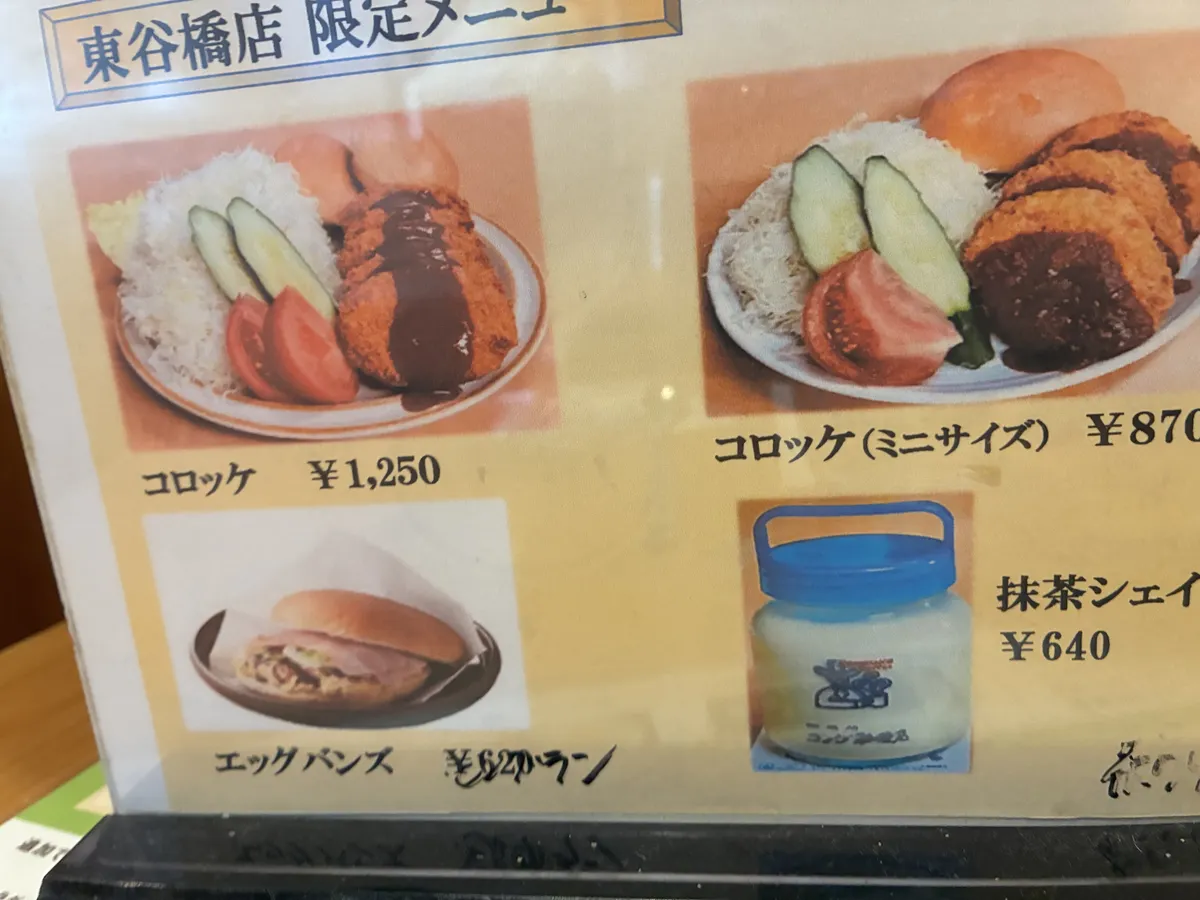 東谷橋店 限定メニュー
コロッケ ¥1,250
コロッケ(ミニサイズ) ¥870
エッグバンズ
抹茶シェイ
¥640